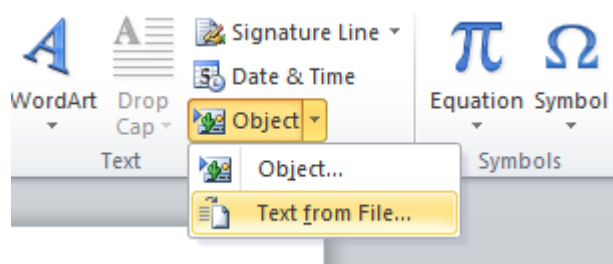 Signature Line
Date & Time
WordArt
Drop Cap
Object
Equation
Symbol
Text
Symbols
Object...
Text from File...